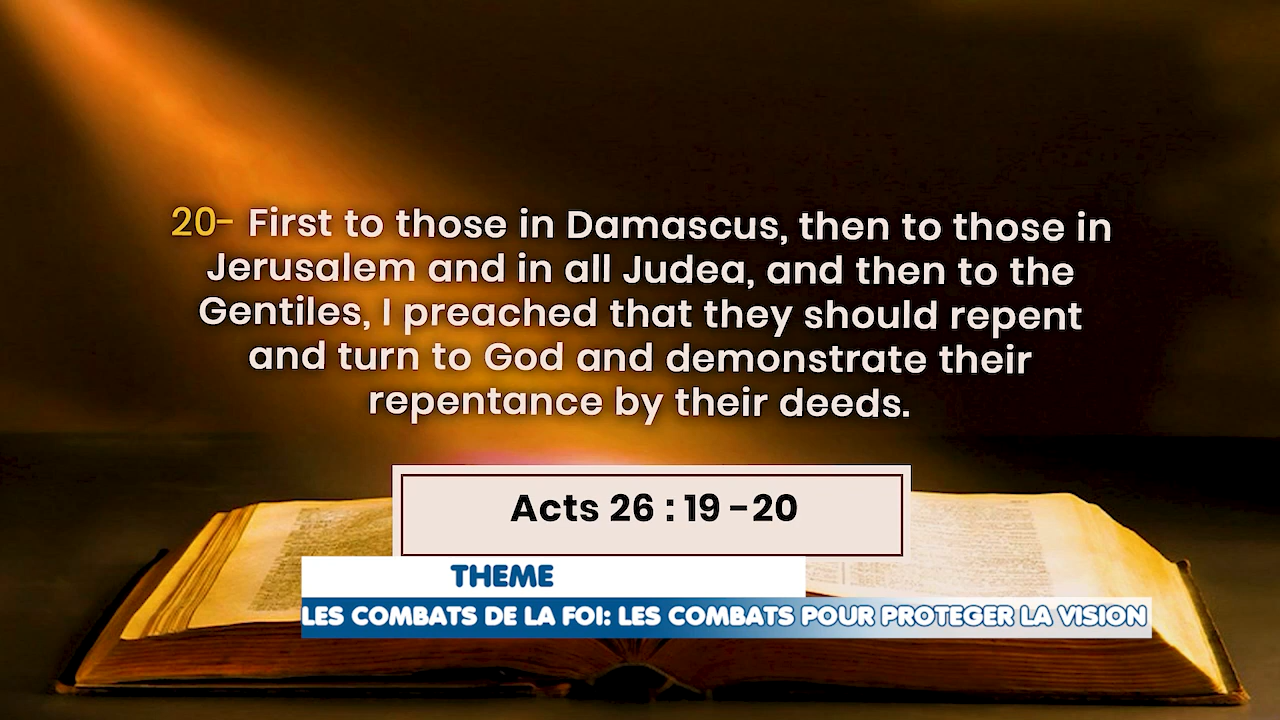 20- First to those in Damascus, then to those in
Jerusalem and in all Judea, and then to the
Gentiles, I preached that they should repent
and turn to God and demonstrate their
repentance by their deeds.
Acts 26 : 19 -20
THEME
LES COMBATS DE LA FOI: LES COMBATS POUR PROTEGER LA VISION